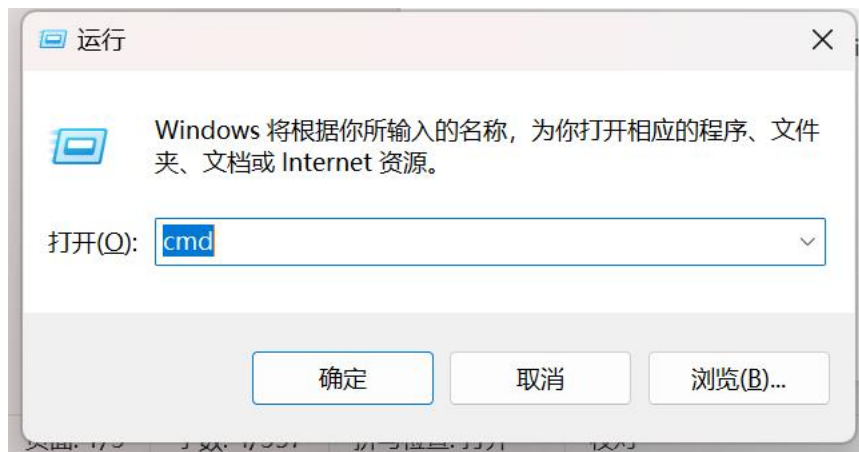 运行
Windows 将根据你所输入的名称，为你打开相应的程序、文件
夹、文档或 Internet 资源。
打开(O):
cmd
确定
取消
浏览(B)...